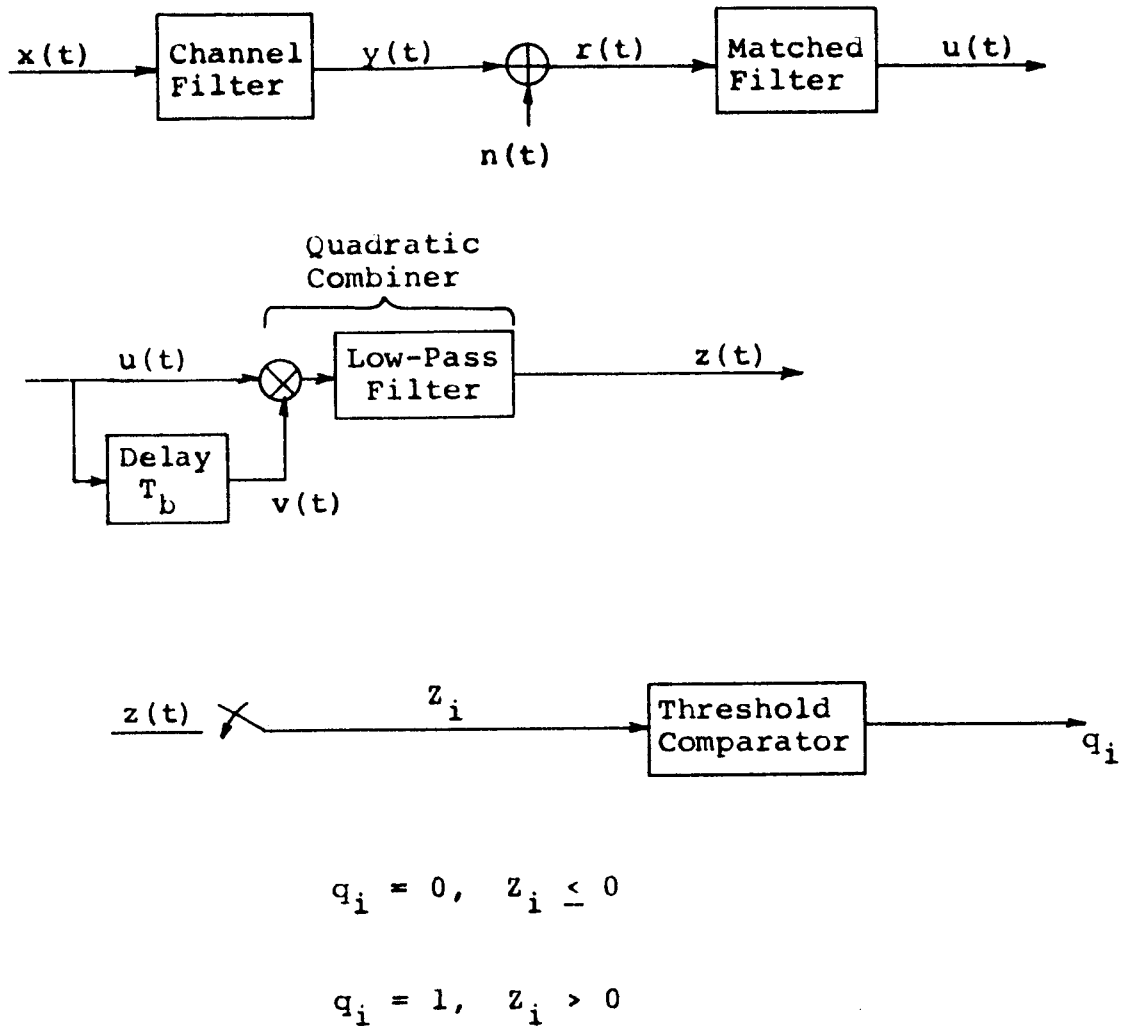 x(t)
Channel
Filter
y(t)
r(t)
Matched
Filter
u(t)
n(t)
Quadratic
Combiner
u(t)
Low-Pass
Filter
z(t)
Delay
T_b
v(t)
z(t)
Z_i
Threshold
Comparator
q_i
q_i = 0, Z_i ≤ 0
q_i = 1, Z_i > 0